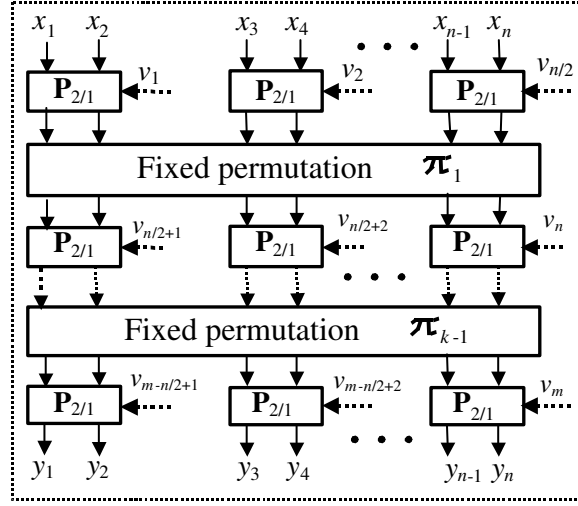 x1 x2 x3 x4 • • • xn-1 xn
P2/1 v1 P2/1 v2 P2/1 vn/2
Fixed permutation π1
P2/1 vn/2+1 P2/1 vn/2+2 P2/1 vn
• • •
Fixed permutation πk-1
P2/1 vm-n/2+1 P2/1 vm-n/2+2 P2/1 vm
y1 y2 y3 y4 • • • yn-1 yn